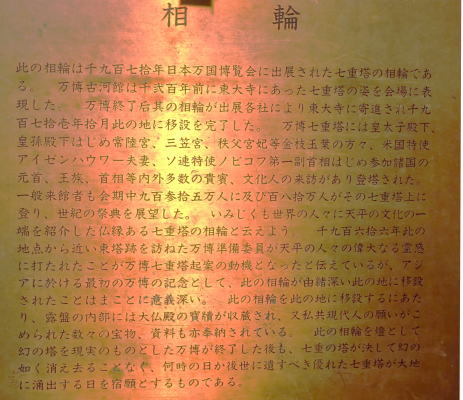 相輪
此の相輪は千九百七拾年日本万国博覧会に出展された七重塔の相輪であ
る。　万博古河館は千弐百年前に東大寺にあった七重塔の姿を会場に表
現した。　万博終了后其の相輪が出展各社により東大寺に寄進され千九
百七拾壱年拾月此の地に移設を完了した。　万博七重塔には皇太子殿下、
皇孫殿下はじめ常陸宮、三笠宮、秩父宮妃等金枝玉葉の方々、米国特使
アイゼンハウワー夫妻、ソ連特使ノビコフ第一副首相はじめ参加諸国の
元首、王族、首相等内外多数の貴賓、文化人の来訪があり登塔された。
一般来館者も会期中九百参拾五万人に及び百八拾万人がその七重塔上に
登り、世紀の祭典を展望した。　いみじくも世界の人々に天平の文化の一
端を紹介した仏縁ある七重塔の相輪と云えよう　　千九百六拾六年此の
地点から近い東塔跡を訪ねた万博準備委員が天平の人々の偉大なる霊感
に打たれたことが万博七重塔起案の動機となったと伝えているが、アジ
アに於ける最初の万博の記念として、此の相輪が由緒深い此の地に移設
されたことはまことに意義深い。　此の相輪を此の地に移設するにあた
り、露盤の内部には大仏殿の寶牘が収蔵され、又私共現代人の願いがこ
められた数々の宝物、資料も亦奉納されている。　此の相輪を壇として
幻の塔を現実のものとした万博が終了した後も、七重の塔が決して幻の
如く消え去ることなく、何時の日か後世に遺すべき優れた七重塔が大地
に涌出する日を宿願とするものである。